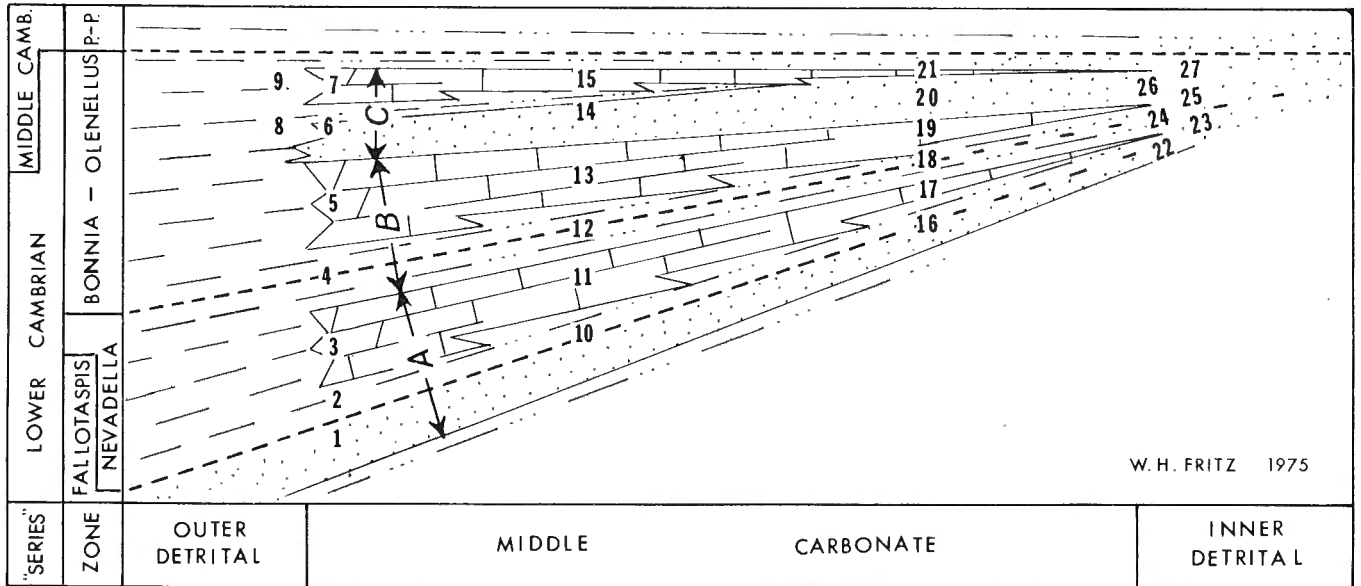 MIDDLE CAMB.
LOWER CAMBRIAN
"SERIES"
BONNIA – OLENELLUS P.-P.
FALLOTASPIS
NEVADELLA
ZONE
9
7
C
15
21
27
26
25
20
14
8
6
19
24
23
18
22
13
5
B
17
12
16
4
11
10
3
A
2
1
W. H. FRITZ 1975
OUTER
DETRITAL
MIDDLE CARBONATE
INNER
DETRITAL